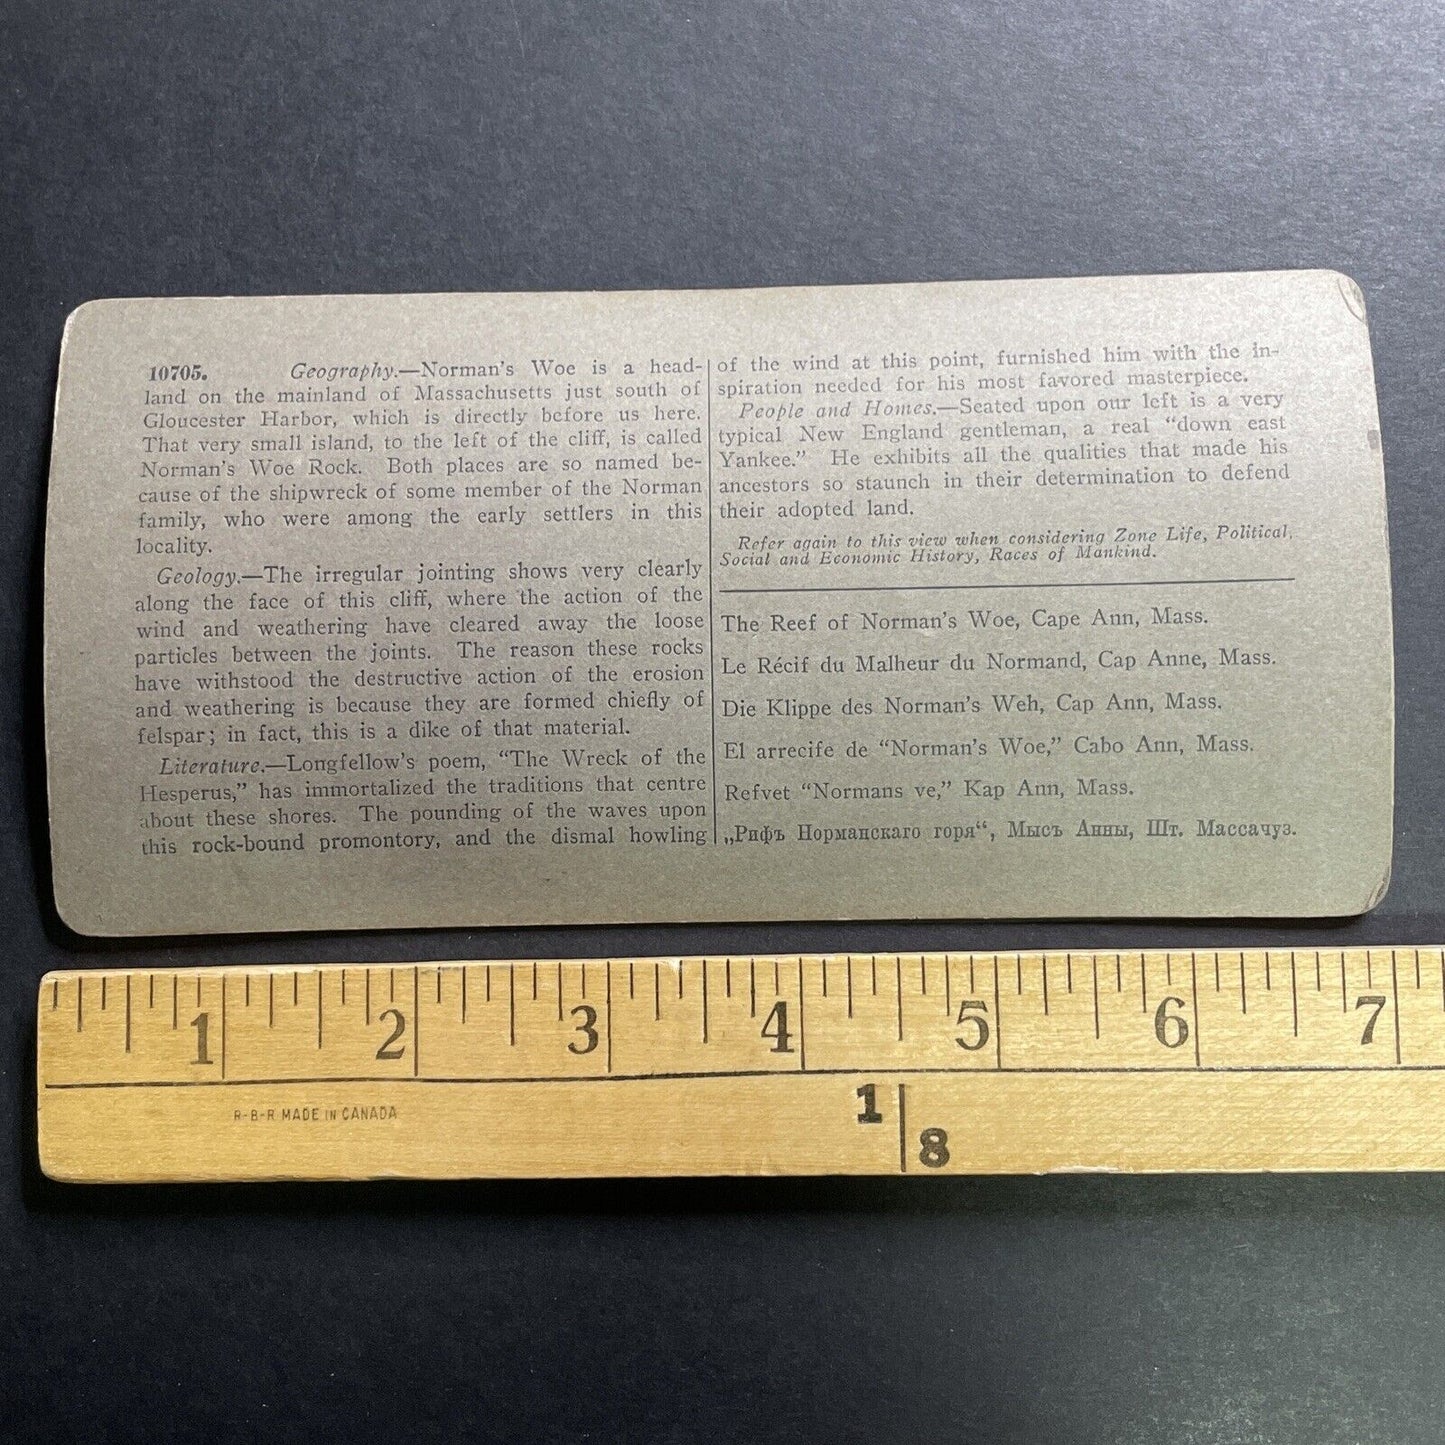 10705. Geography.—Norman's Woe is a head-
land on the mainland of Massachusetts just south of
Gloucester Harbor, which is directly before us here.
That very small island, to the left of the cliff, is called
Norman's Woe Rock. Both places are so named be-
cause of the shipwreck of some member of the Norman
family, who were among the early settlers in this
locality.
Geology.—The irregular jointing shows very clearly
along the face of this cliff, where the action of the
wind and weathering have cleared away the loose
particles between the joints. The reason these rocks
have withstood the destructive action of the erosion
and weathering is because they are formed chiefly of
felspar; in fact, this is a dike of that material.
Literature.—Longfellow's poem, "The Wreck of the
Hesperus," has immortalized the traditions that centre
about these shores. The pounding of the waves upon
this rock-bound promontory, and the dismal howling
of the wind at this point, furnished him with the in-
spiration needed for his most favored masterpiece.
People and Homes.—Seated upon our left is a very
typical New England gentleman, a real "down east
Yankee." He exhibits all the qualities that made his
ancestors so staunch in their determination to defend
their adopted land.
Refer again to this view when considering Zone Life, Political,
Social and Economic History, Races of Mankind.
The Reef of Norman's Woe, Cape Ann, Mass.
Le Récif du Malheur du Normand, Cap Anne, Mass.
Die Klippe des Norman's Weh, Cap Ann, Mass.
El arrecife de "Norman's Woe," Cabo Ann, Mass.
Refvet "Normans ve," Kap Ann, Mass.
„Рифъ Норманскаго горя“, Мысъ Анны, Шт. Массачуз.
1 2 3 4 5 6 7
R-B-R MADE IN CANADA
1
8